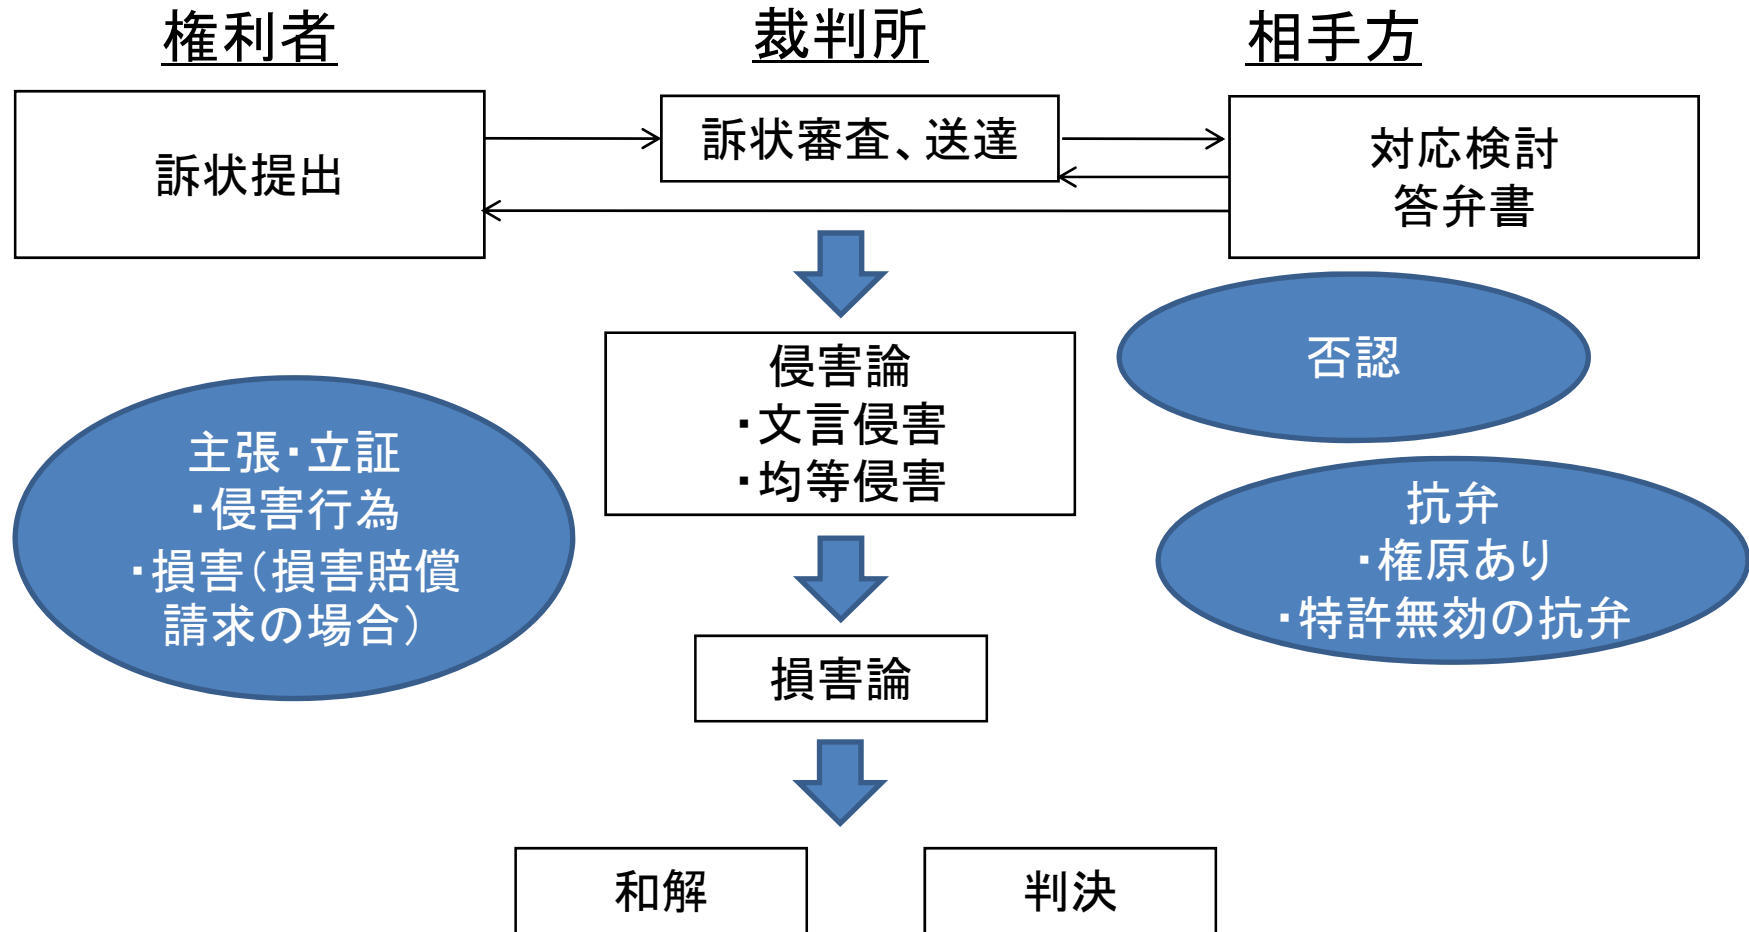 権利者
裁判所
相手方
訴状提出
訴状審査、送達
対応検討
答弁書
侵害論
・文言侵害
・均等侵害
否認
主張・立証
・侵害行為
・損害（損害賠償
請求の場合）
抗弁
・権原あり
・特許無効の抗弁
損害論
和解
判決